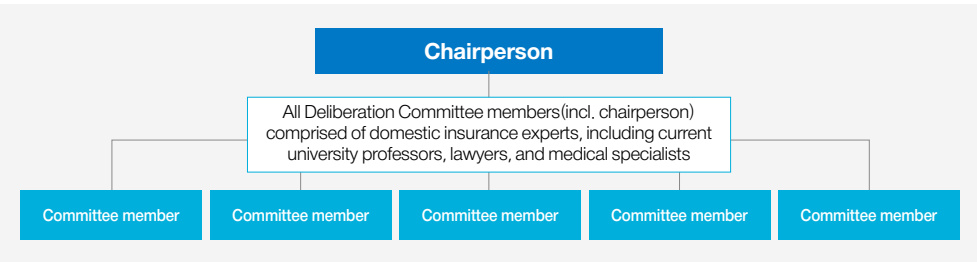 Chairperson
All Deliberation Committee members(incl. chairperson)
comprised of domestic insurance experts, including current
university professors, lawyers, and medical specialists
Committee member
Committee member
Committee member
Committee member
Committee member